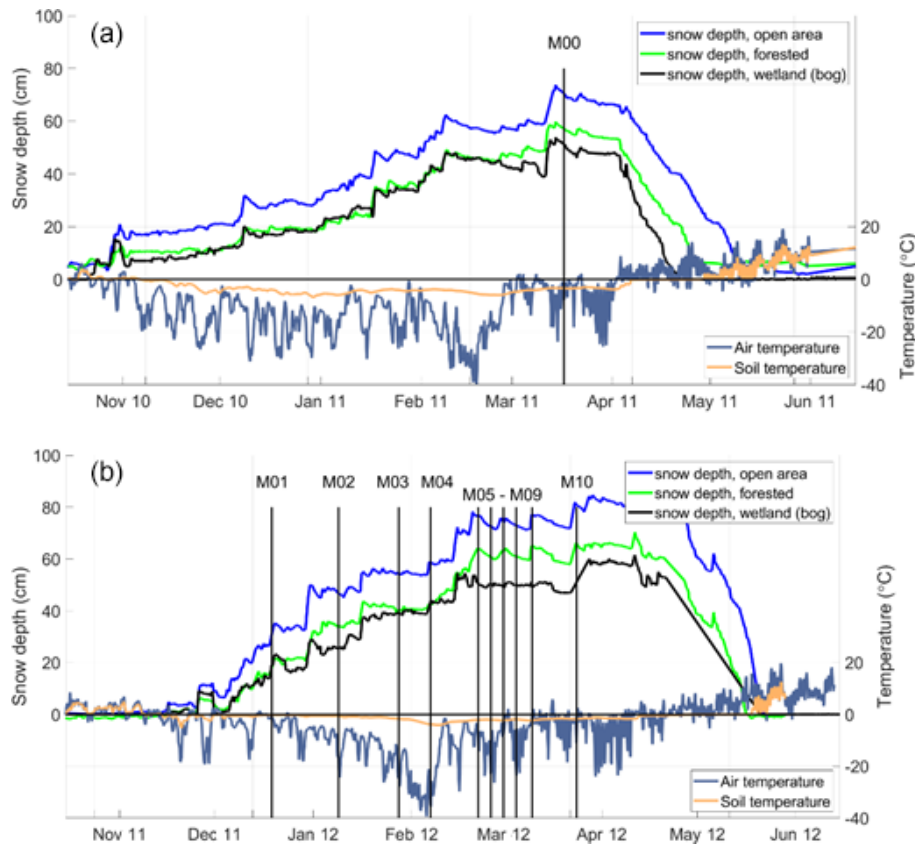 (a)
M00
snow depth, open area
snow depth, forested
snow depth, wetland (bog)
Snow depth (cm)
100
80
60
40
20
0
20
0
-20
-40
Temperature (°C)
Air temperature
Soil temperature
Nov 10 Dec 10 Jan 11 Feb 11 Mar 11 Apr 11 May 11 Jun 11
(b)
M01 M02 M03 M04 M05 - M09 M10
snow depth, open area
snow depth, forested
snow depth, wetland (bog)
Snow depth (cm)
100
80
60
40
20
0
20
0
-20
-40
Temperature (°C)
Air temperature
Soil temperature
Nov 11 Dec 11 Jan 12 Feb 12 Mar 12 Apr 12 May 12 Jun 12